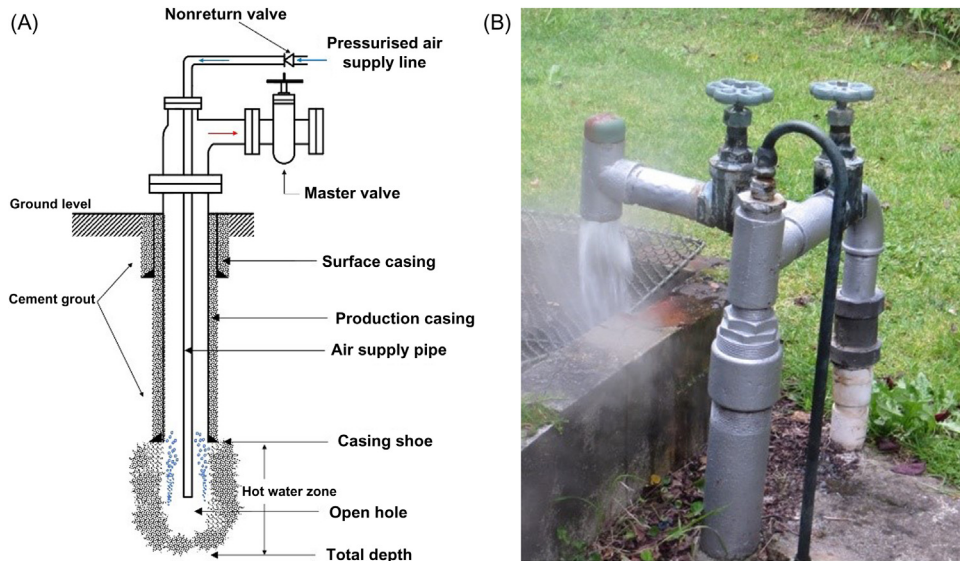 (A)
Nonreturn valve
Pressurised air
supply line
Master valve
Ground level
Surface casing
Cement grout
Production casing
Air supply pipe
Casing shoe
Hot water zone
Open hole
Total depth
(B)